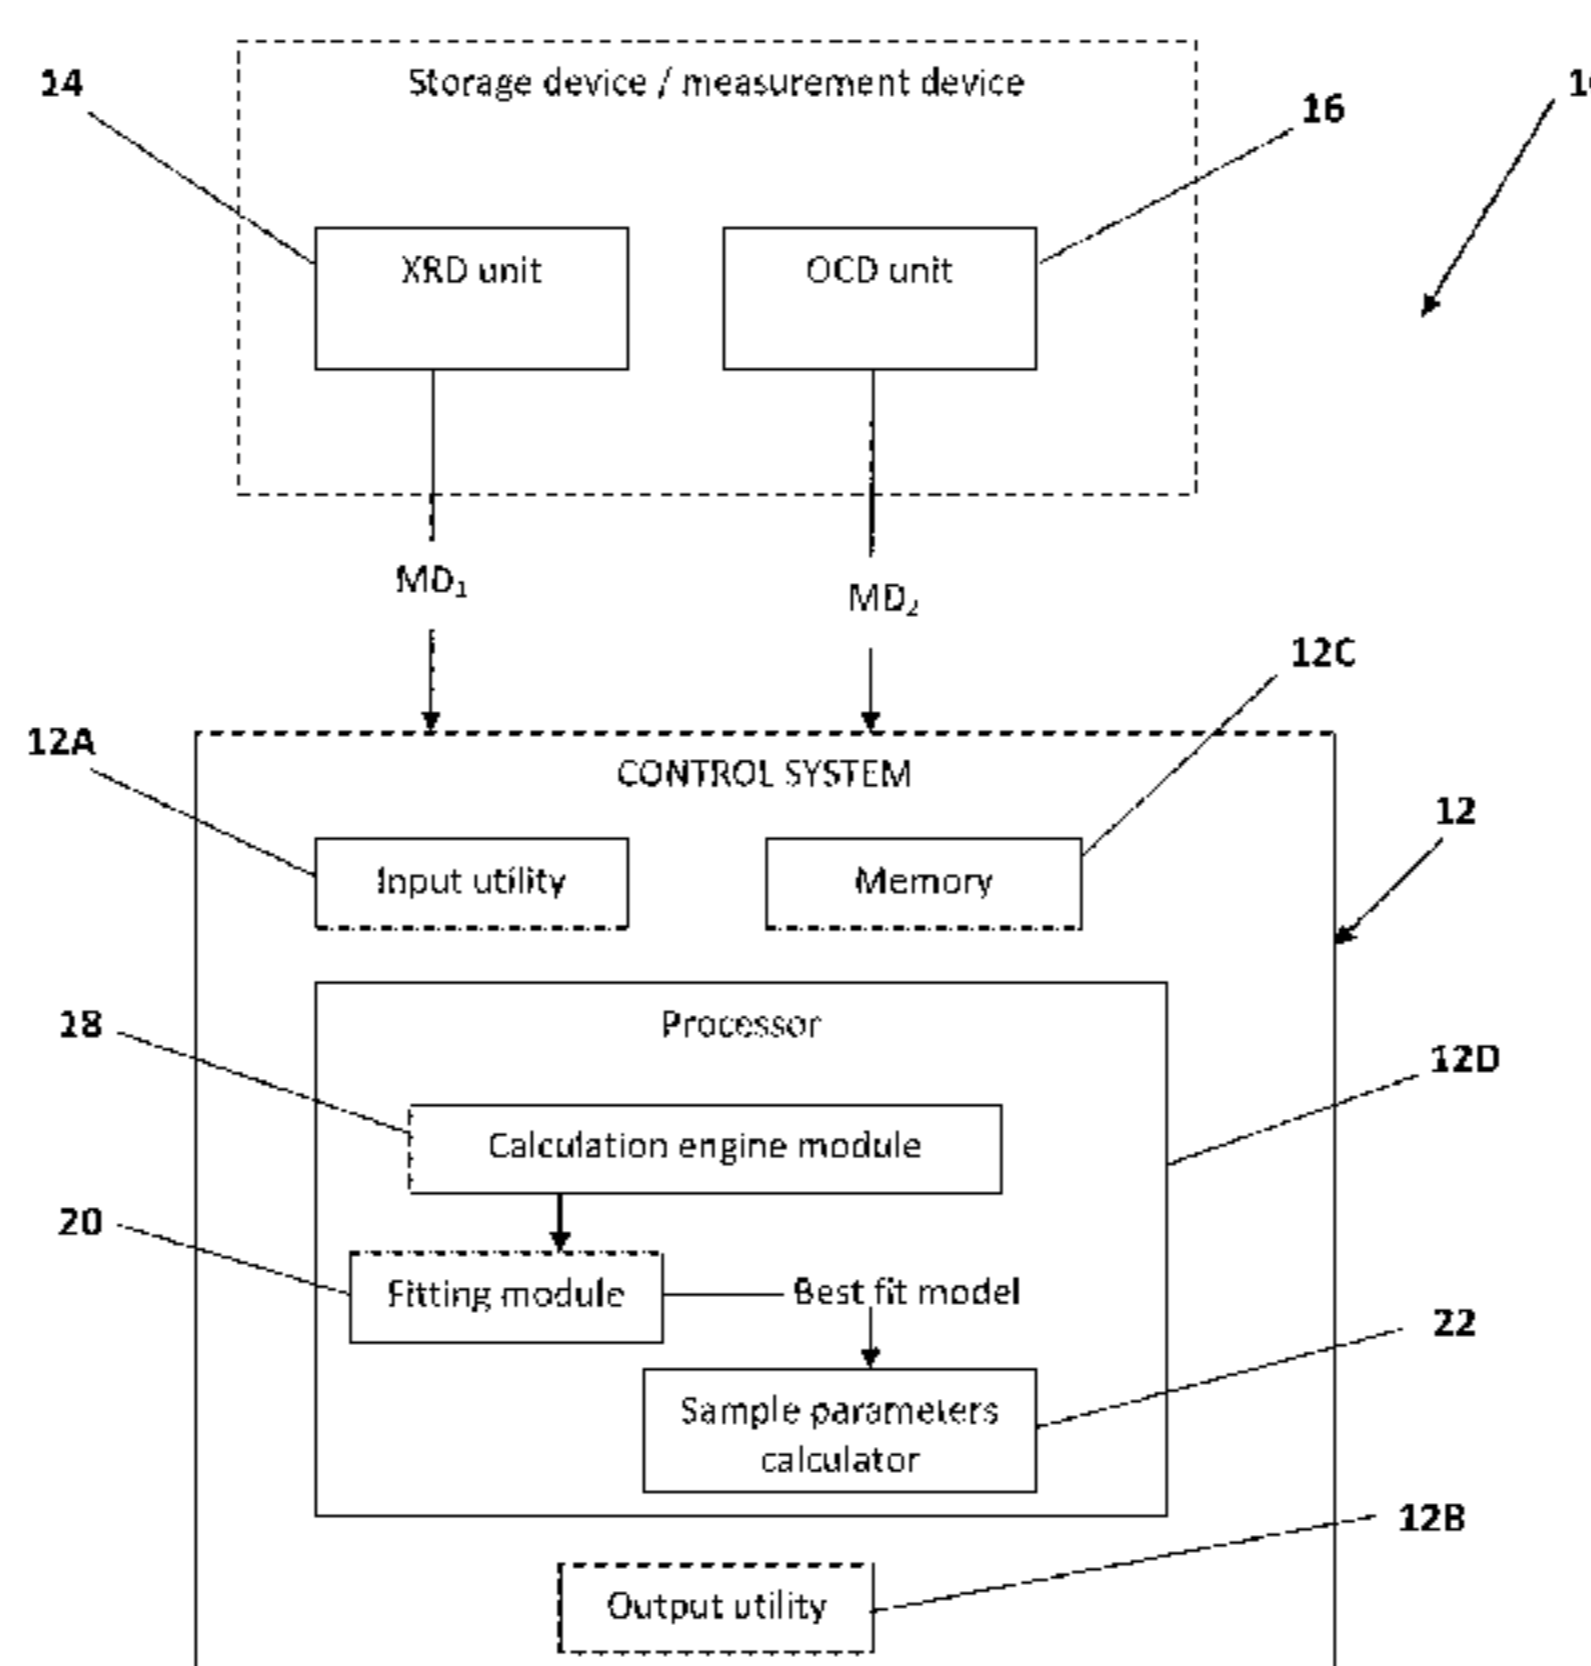 14
Storage device / measurement device
16
XRD unit
OCD unit
MD₁
MD₂
12C
12A
CONTROL SYSTEM
12
Input utility
Memory
18
Processor
12D
Calculation engine module
20
Fitting module
Best fit model
22
Sample parameters
calculator
12B
Output utility